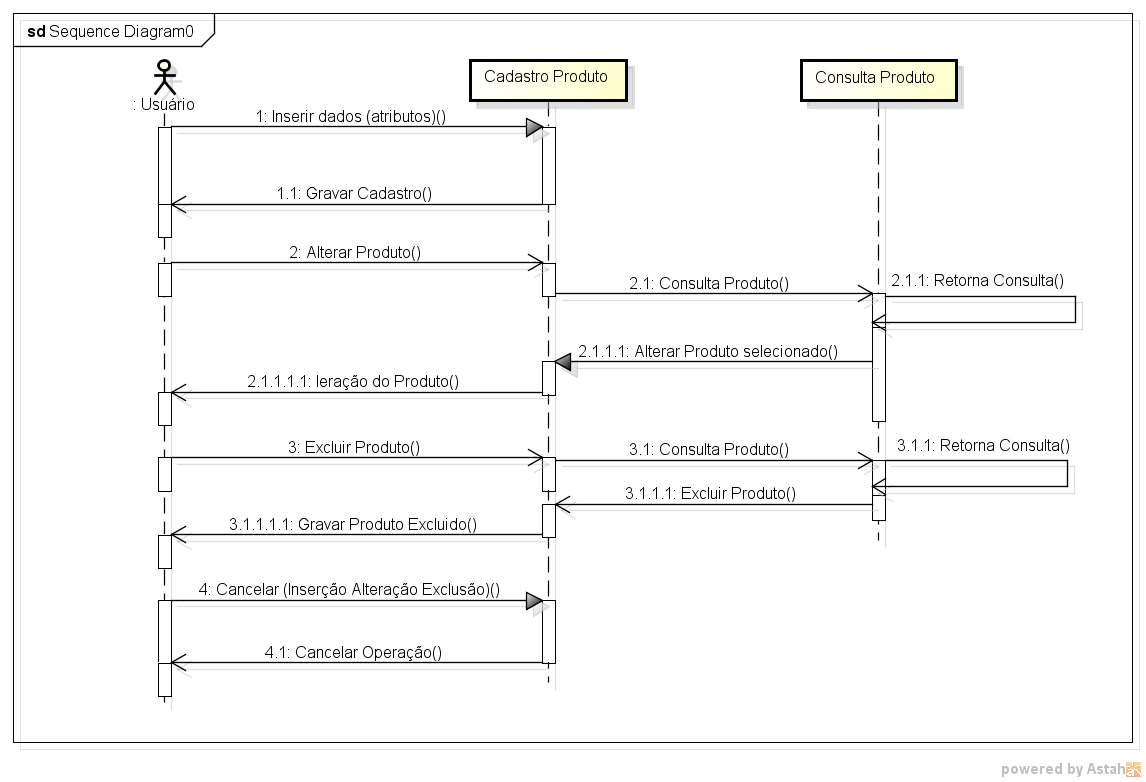 sd Sequence Diagram0
: Usuário
Cadastro Produto
Consulta Produto
1: Inserir dados (atributos)()
1.1: Gravar Cadastro()
2: Alterar Produto()
2.1: Consulta Produto()
2.1.1: Retorna Consulta()
2.1.1.1: Alterar Produto selecionado()
2.1.1.1.1: leração do Produto()
3: Excluir Produto()
3.1: Consulta Produto()
3.1.1: Retorna Consulta()
3.1.1.1: Excluir Produto()
3.1.1.1.1: Gravar Produto Excluido()
4: Cancelar (Inserção Alteração Exclusão)()
4.1: Cancelar Operação()
powered by Astah